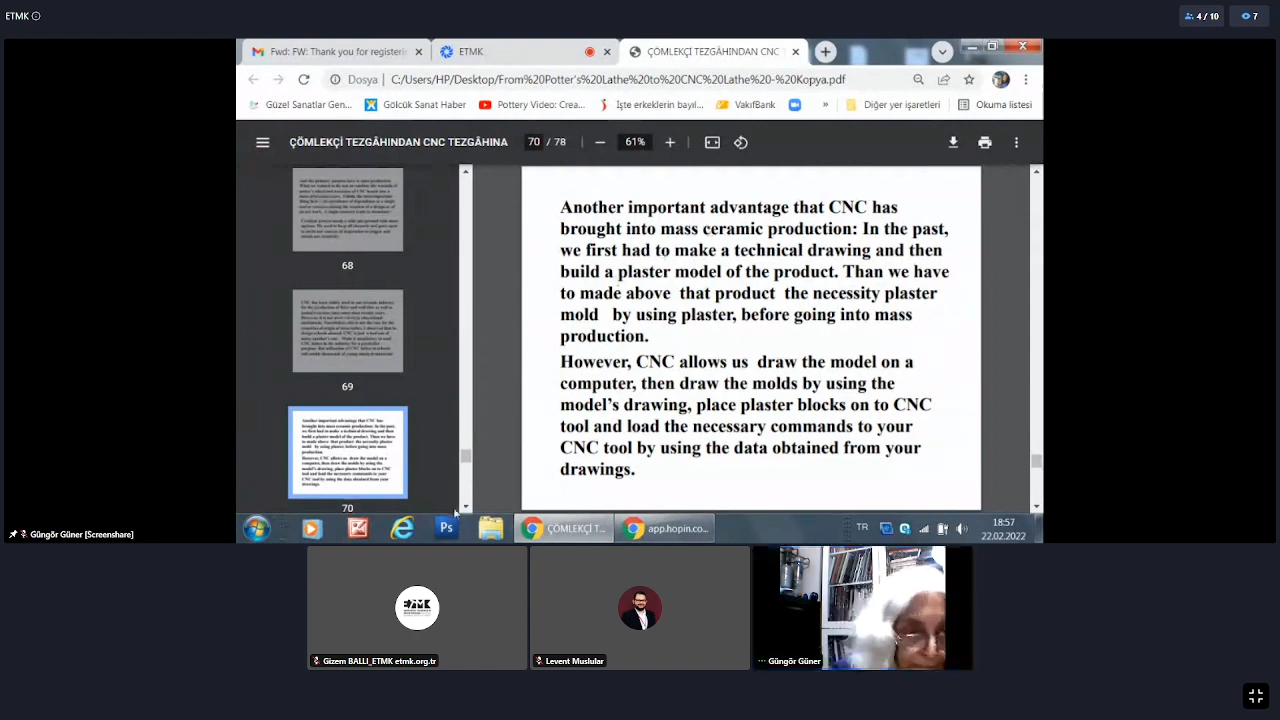 ETMK
4 / 10
7
Fwd: FW: Thank you for register
ETMK
ÇÖMLEKÇİ TEZGÂHINDAN CNC T
Dosya
C:/Users/HP/Desktop/From%20Potter's%20Lathe%20to%20CNC%20Lathe%20-%20Kopya.pdf
Güzel Sanatlar Gen...
Gölcük Sanat Haber
Pottery Video: Crea...
İşte erkeklerin bayıl...
VakıfBank
»
Diğer yer işaretleri
Okuma listesi
ÇÖMLEKÇİ TEZGÂHINDAN CNC TEZGÂHINA
70 / 78
61%
68
69
70
Another important advantage that CNC has
brought into mass ceramic production: In the past,
we first had to make a technical drawing and then
build a plaster model of the product. Than we have
to made above that product the necessity plaster
mold by using plaster, before going into mass
production.
However, CNC allows us draw the model on a
computer, then draw the molds by using the
model's drawing, place plaster blocks on to CNC
tool and load the necessary commands to your
CNC tool by using the data obtained from your
drawings.
Ps
ÇÖMLEKÇİ T...
app.hopin.co...
TR
18:57
22.02.2022
Güngör Güner [Screenshare]
ETMK
Gizem BALLI_ETMK etmk.org.tr
Levent Muslular
Güngör Güner